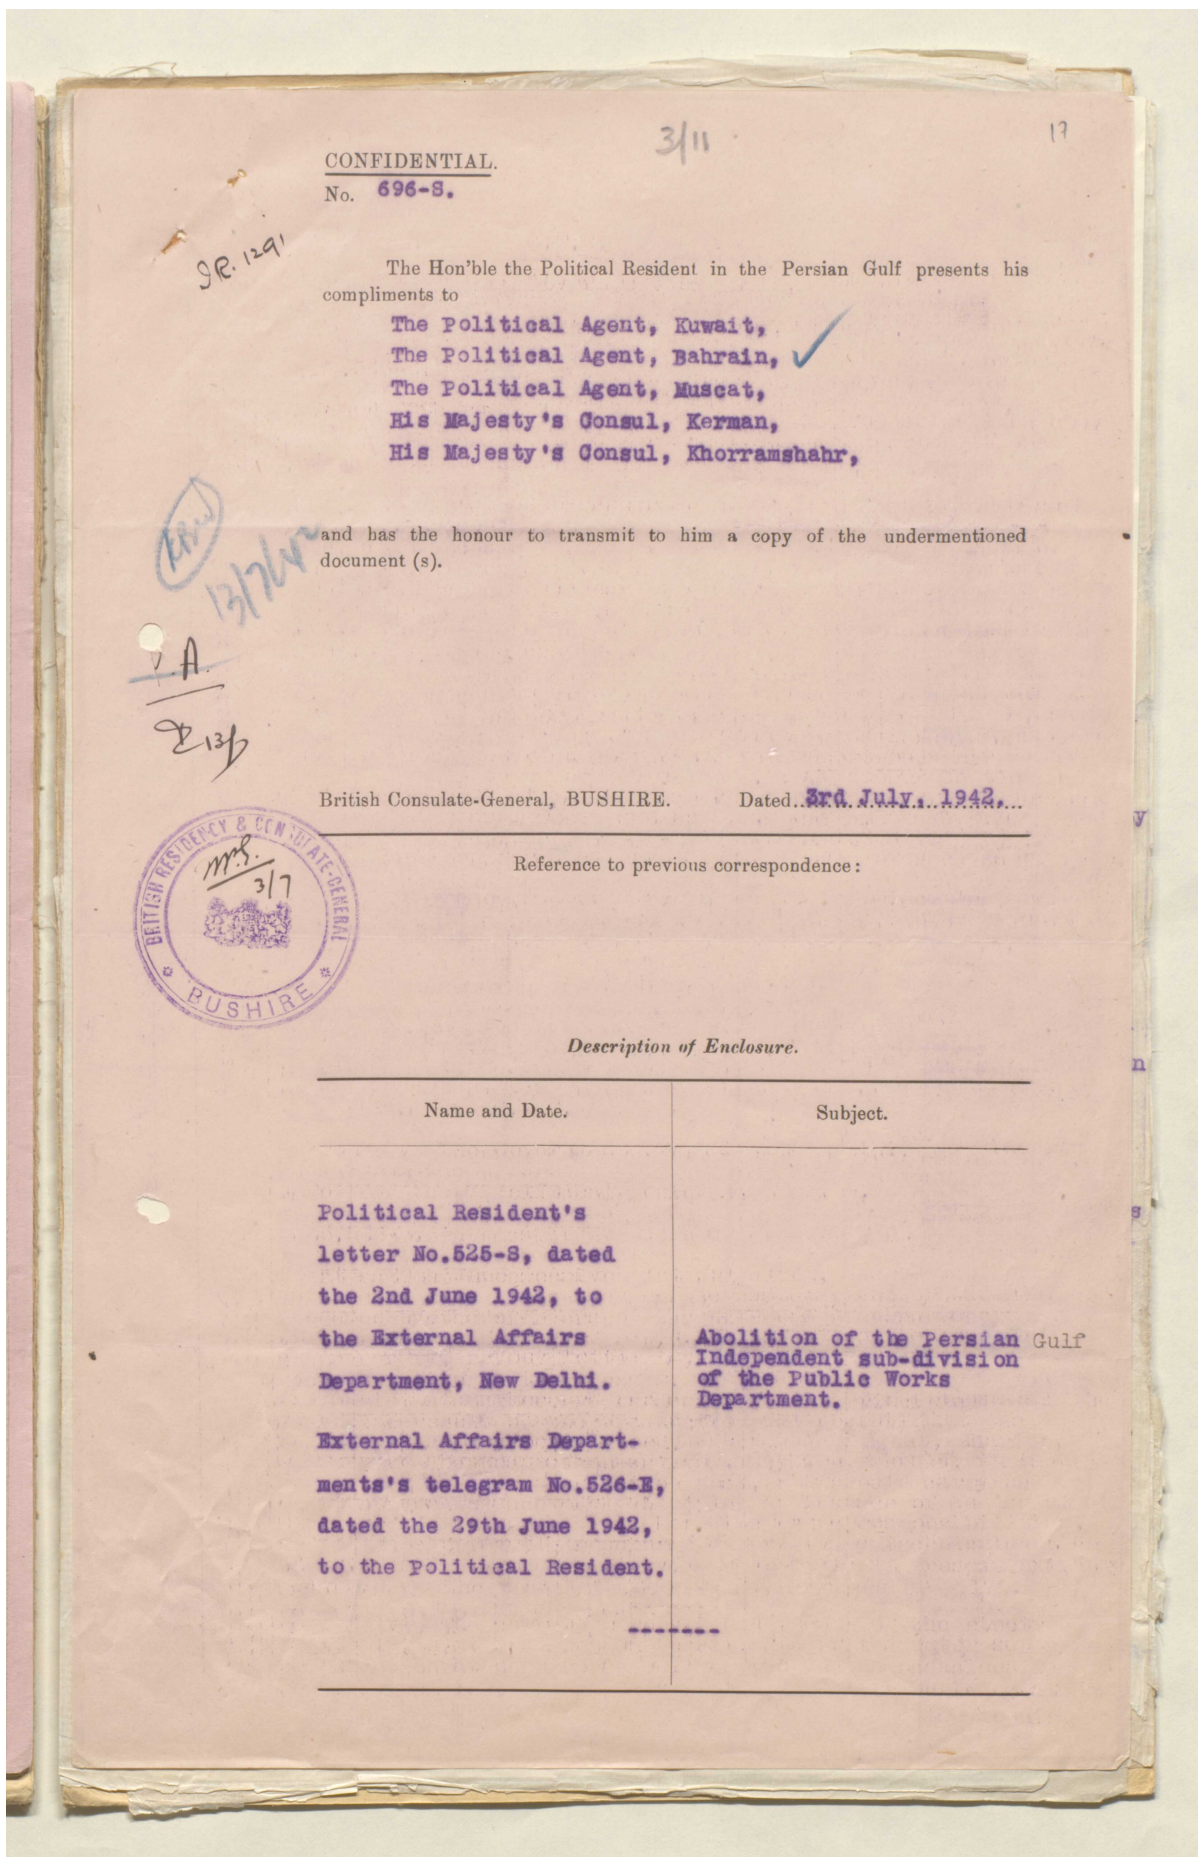 3/11
17
CONFIDENTIAL.
No. 696-S.
I.R. 1291
The Hon'ble the Political Resident in the Persian Gulf presents his
compliments to
The Political Agent, Kuwait,
The Political Agent, Bahrain,
The Political Agent, Muscat,
His Majesty's Consul, Kerman,
His Majesty's Consul, Khorramshahr,
13/7/42
and has the honour to transmit to him a copy of the undermentioned
document (s).
British Consulate-General, BUSHIRE. Dated..3rd July, 1942....
BRITISH RESIDENCY & CONSULATE-GENERAL
3/7
BUSHIRE
Reference to previous correspondence:
Description of Enclosure.
Name and Date. Subject.
Political Resident's
letter No.525-S, dated
the 2nd June 1942, to
the External Affairs
Department, New Delhi.
External Affairs Depart-
ments's telegram No.526-E,
dated the 29th June 1942,
to the Political Resident.
Abolition of the Persian Gulf
Independent sub-division
of the Public Works
Department.
-------